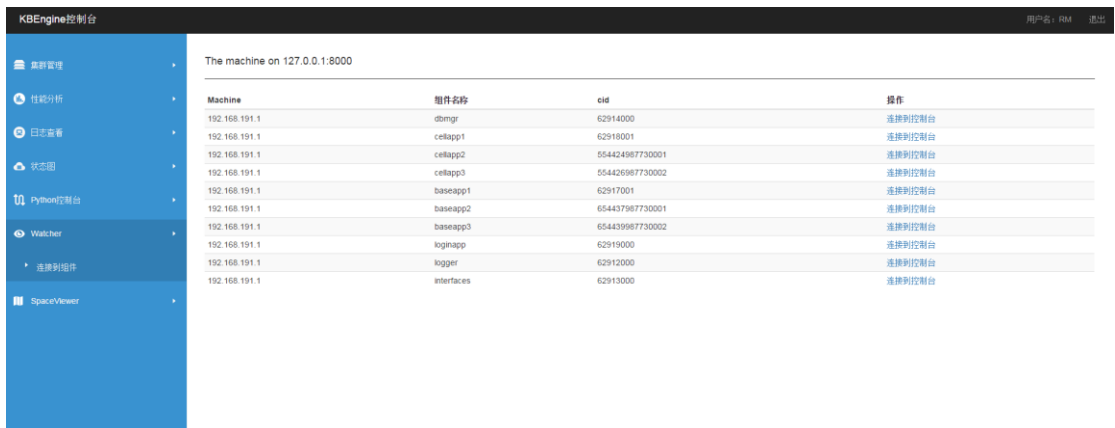 KBEngine控制台 用户名：RM 退出
集群管理
性能分析
日志查看
状态图
Python控制台
Watcher
连接到组件
SpaceViewer
The machine on 127.0.0.1:8000
Machine 组件名称 cid 操作
192.168.191.1 dbmgr 62914000 连接到控制台
192.168.191.1 cellapp1 62918001 连接到控制台
192.168.191.1 cellapp2 554424987730001 连接到控制台
192.168.191.1 cellapp3 554426987730002 连接到控制台
192.168.191.1 baseapp1 62917001 连接到控制台
192.168.191.1 baseapp2 654437987730001 连接到控制台
192.168.191.1 baseapp3 654439987730002 连接到控制台
192.168.191.1 loginapp 62919000 连接到控制台
192.168.191.1 logger 62912000 连接到控制台
192.168.191.1 interfaces 62913000 连接到控制台